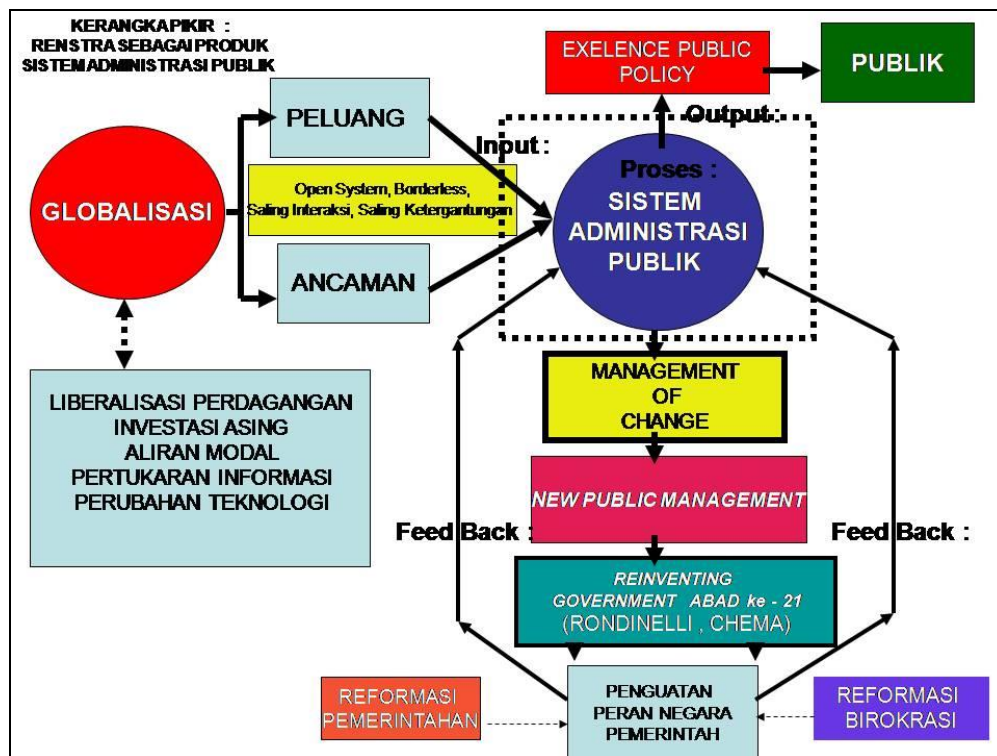 KERANGKA PIKIR :
RENSTRA SEBAGAI PRODUK
SISTEM ADMINISTRASI PUBLIK
EXELENCE PUBLIC
POLICY
PUBLIK
PELUANG
Input :
Output :
Open System, Borderless,
Saling Interaksi, Saling Ketergantungan
GLOBALISASI
Proses :
SISTEM
ADMINISTRASI
PUBLIK
ANCAMAN
LIBERALISASI PERDAGANGAN
INVESTASI ASING
ALIRAN MODAL
PERTUKARAN INFORMASI
PERUBAHAN TEKNOLOGI
MANAGEMENT
OF
CHANGE
NEW PUBLIC MANAGEMENT
Feed Back :
Feed Back :
REINVENTING
GOVERNMENT ABAD ke - 21
(RONDINELLI , CHEMA)
REFORMASI
PEMERINTAHAN
PENGUATAN
PERAN NEGARA
PEMERINTAH
REFORMASI
BIROKRASI